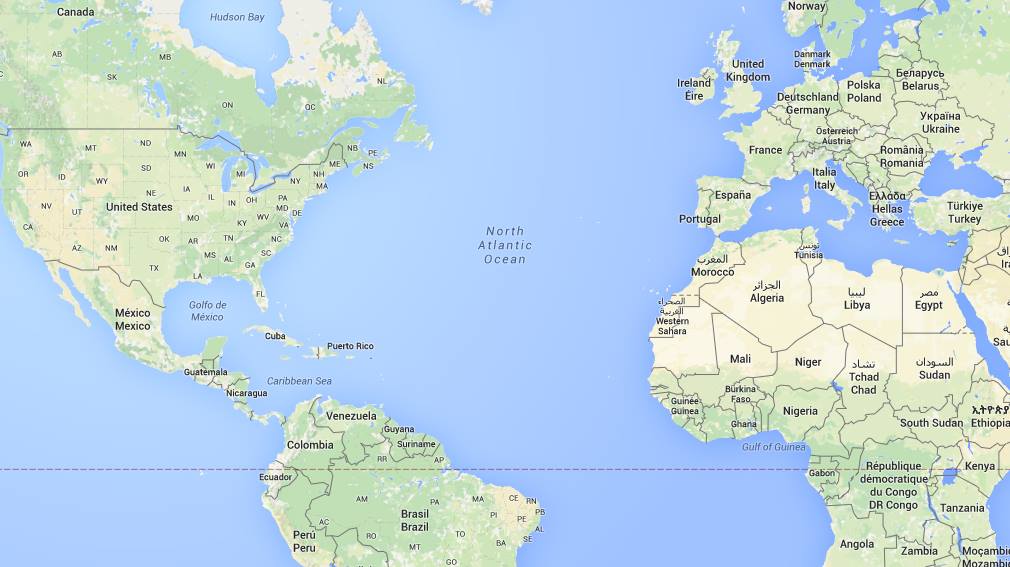 Canada
Hudson Bay
Norway
AB
MB
SK
NL
ON
QC
Danmark
Denmark
United
Kingdom
Ireland
Éire
Беларусь
Belarus
Polska
Poland
Deutschland
Germany
Україна
Ukraine
Österreich
Austria
France
România
Romania
Italia
Italy
WA
MT
ND
MN
OR
ID
WY
SD
WI
MI
NB
PE
NS
ME
NH
NY
MA
NE
IA
IL
IN
OH
PA
MD
DE
NV
UT
United States
MO
KY
WV
VA
CA
AZ
NM
OK
AR
TN
NC
SC
MS
AL
GA
TX
LA
FL
España
Portugal
Ελλάδα
Hellas
Greece
Türkiye
Turkey
North
Atlantic
Ocean
المغرب
Morocco
تونس
Tunisia
الجزائر
Algeria
ليبيا
Libya
مصر
Egypt
الصحراء
الغربية
Western
Sahara
México
Mexico
Golfo de
México
Cuba
Puerto Rico
Guatemala
Caribbean Sea
Nicaragua
Mali
Niger
تشاد
Tchad
Chad
السودان
Sudan
Burkina
Faso
Guinée
Guinea
Ghana
Nigeria
South Sudan
ኢትዮጵያ
Ethiopia
Gulf of Guinea
Venezuela
Guyana
Suriname
Colombia
RR
AP
Ecuador
Gabon
République
démocratique
du Congo
DR Congo
Kenya
Tanzania
AM
PA
MA
CE
RN
PB
PI
PE
AL
SE
AC
RO
TO
BA
Brasil
Brazil
Perú
Peru
MT
GO
Angola
Zambia